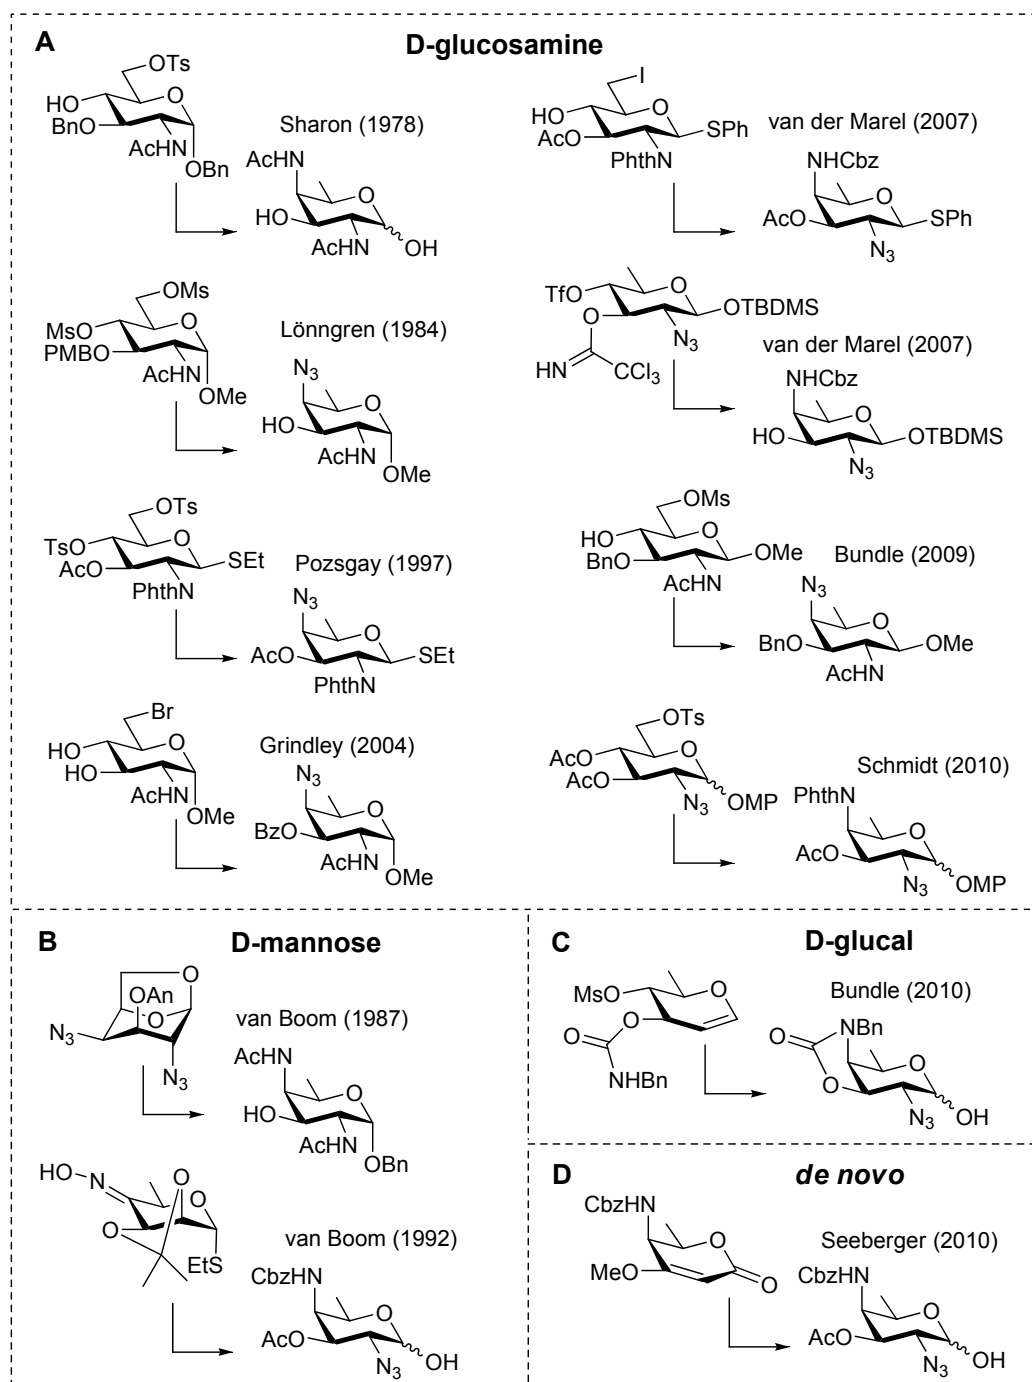 A
D-glucosamine
OTs
HO
O
BnO
AcHN
OBn
Sharon (1978)
AcHN
O
HO
AcHN
OH
I
HO
O
AcO
SPh
PhthN
van der Marel (2007)
NHCbz
O
AcO
SPh
N3
OMs
MsO
O
PMBO
AcHN
OMe
Lönngren (1984)
N3
O
HO
AcHN
OMe
TfO
O
OTBDMS
O
N3
HN
CCl3
van der Marel (2007)
NHCbz
O
HO
OTBDMS
N3
OTs
TsO
O
AcO
SEt
PhthN
Pozsgay (1997)
N3
O
AcO
SEt
PhthN
OMs
HO
O
BnO
OMe
AcHN
Bundle (2009)
N3
O
BnO
OMe
AcHN
Br
HO
O
HO
AcHN
OMe
Grindley (2004)
N3
O
BzO
AcHN
OMe
OTs
AcO
O
AcO
N3
OMP
Schmidt (2010)
PhthN
O
AcO
N3
OMP
B
D-mannose
O
OAn
O
N3
N3
van Boom (1987)
AcHN
O
HO
AcHN
OBn
HO
N
O
O
O
EtS
van Boom (1992)
CbzHN
O
AcO
OH
N3
C
D-glucal
MsO
O
O
O
NHBn
Bundle (2010)
NBn
O
O
O
N3
OH
D
de novo
CbzHN
O
MeO
O
Seeberger (2010)
CbzHN
O
AcO
OH
N3